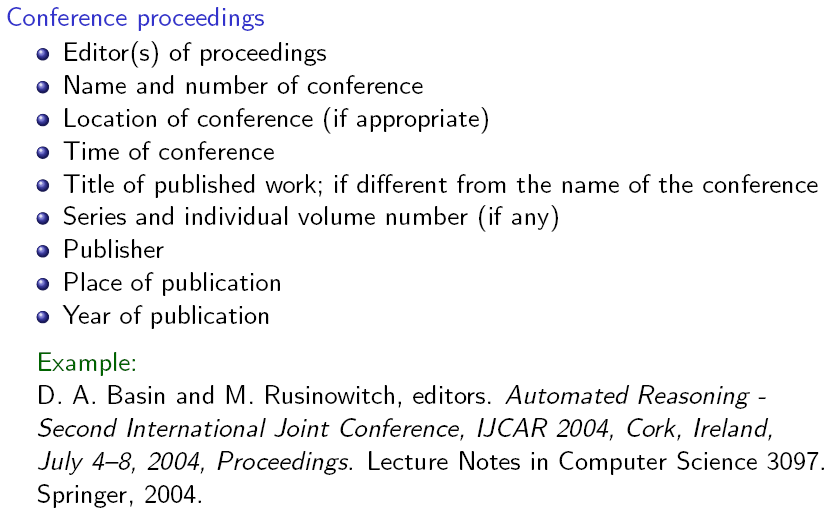 Conference proceedings
Editor(s) of proceedings
Name and number of conference
Location of conference (if appropriate)
Time of conference
Title of published work; if different from the name of the conference
Series and individual volume number (if any)
Publisher
Place of publication
Year of publication
Example:
D. A. Basin and M. Rusinowitch, editors. Automated Reasoning -
Second International Joint Conference, IJCAR 2004, Cork, Ireland,
July 4–8, 2004, Proceedings. Lecture Notes in Computer Science 3097.
Springer, 2004.